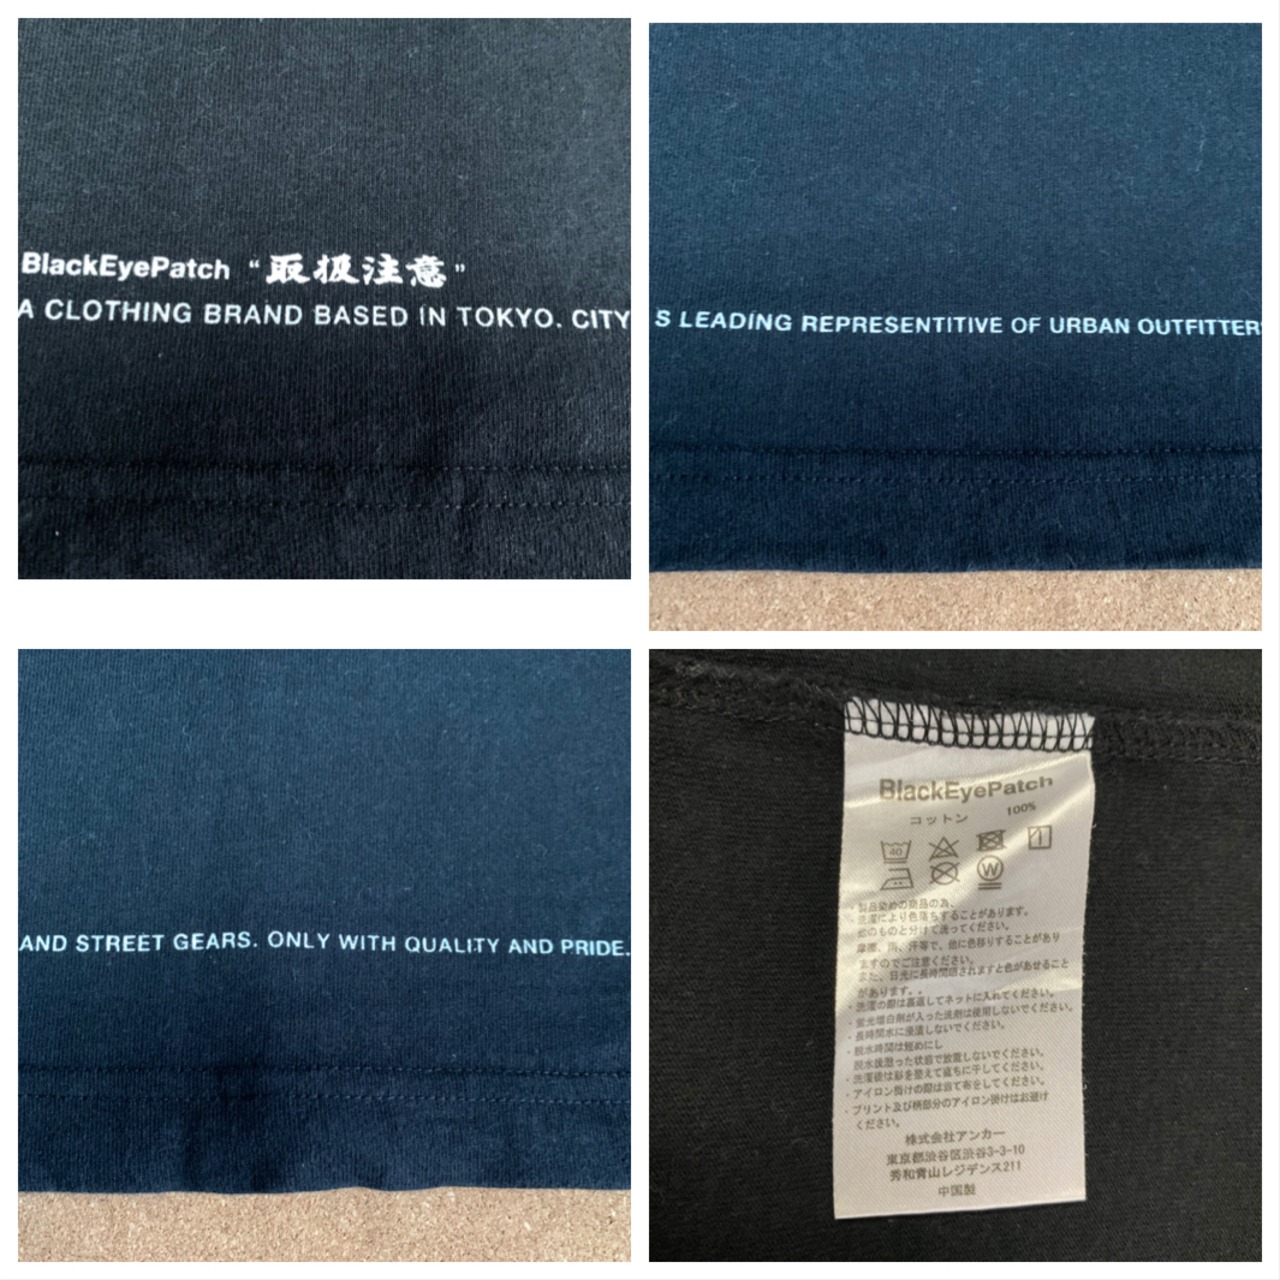 BlackEyePatch “取扱注意”
A CLOTHING BRAND BASED IN TOKYO. CITY
S LEADING REPRESENTITIVE OF URBAN OUTFITTERS
AND STREET GEARS. ONLY WITH QUALITY AND PRIDE.
BlackEyePatch
コットン 100%
40
W
・製品染めの商品の為、
・洗濯により色落ちすることがあります。
他のものと分けて洗ってください。
摩擦、雨、汗等で、他に色移りすることがあり
ますのでご注意ください。
また、日光に長時間晒されますと色があせること
があります。。
・洗濯の際は裏返してネットに入れてください。
・蛍光増白剤が入った洗剤は使用しないでください。
・長時間水に浸漬しないでください。
・脱水時間は短めにし
脱水後湿った状態で放置しないでください。
・洗濯後は形を整えて直ちに干してください。
・アイロン掛けの際は当て布をしてください。
・プリント及び柄部分のアイロン掛けはお避け
ください。
株式会社アンカー
東京都渋谷区渋谷3-3-10
秀和青山レジデンス211
中国製